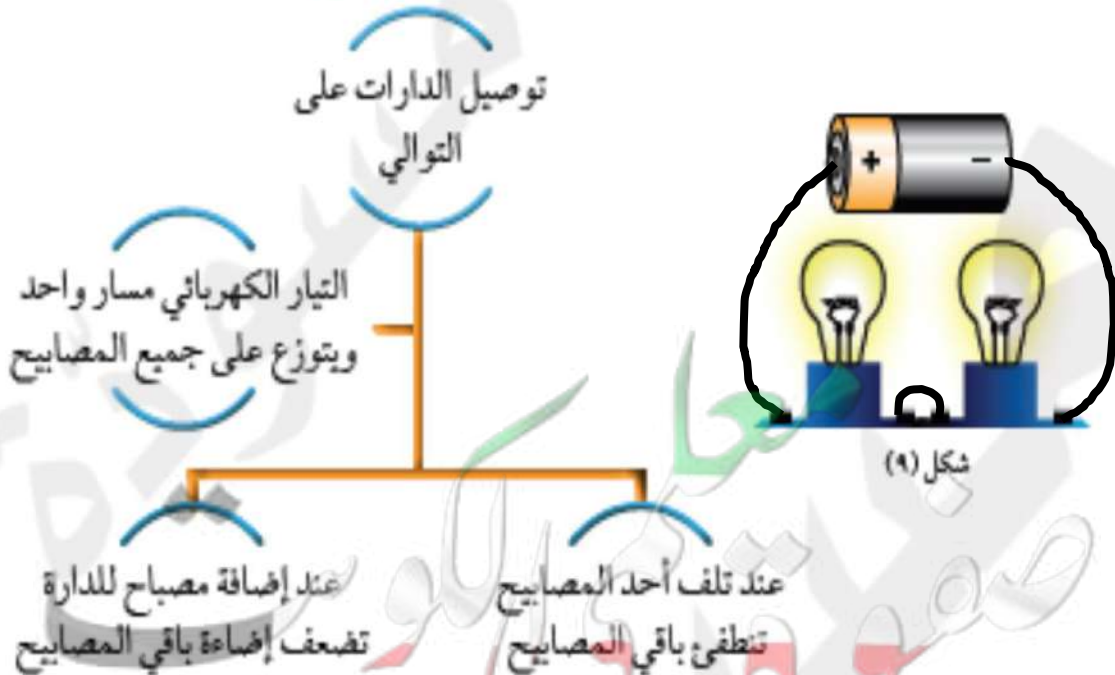 توصيل الدارات على
التوالي
التيار الكهربائي مسار واحد
ويتوزع على جميع المصابيح
+
-
شكل (٩)
عند تلف أحد المصابيح
تنطفئ باقي المصابيح
عند إضافة مصباح للدارة
تضعف إضاءة باقي المصابيح